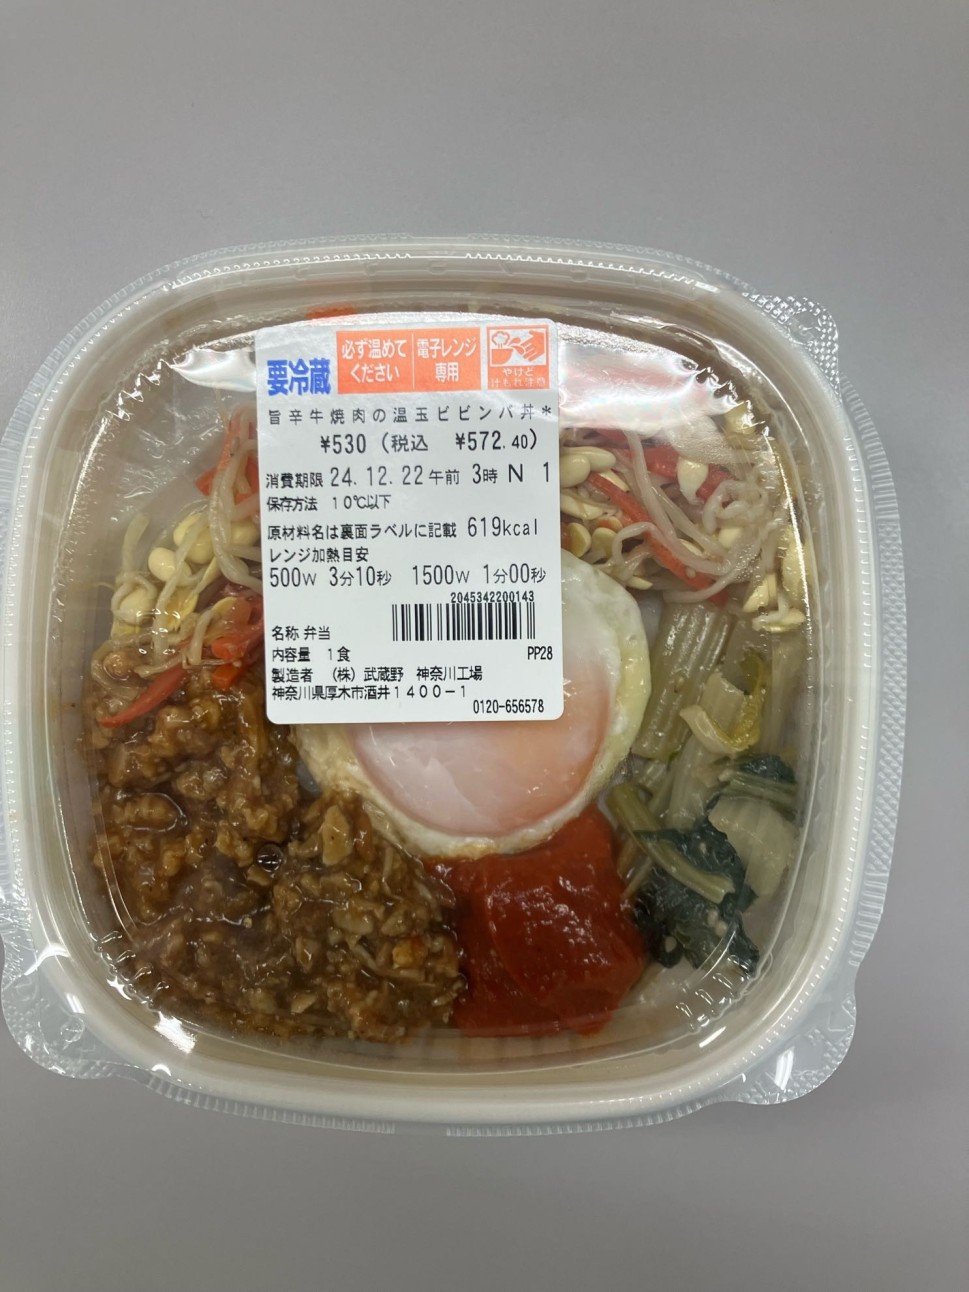 要冷蔵
必ず温めて
ください
電子レンジ
専用
やけど
旨辛牛焼肉の温玉ビビンバ丼*
¥530 (税込 ¥572.40)
消費期限 24.12.22 午前 3時 N 1
保存方法 10℃以下
原材料名は裏面ラベルに記載 619kcal
レンジ加熱目安
500W 3分10秒 1500W 1分00秒
2045342200143
名称 弁当
内容量 1食 PP28
製造者 (株) 武蔵野 神奈川工場
神奈川県厚木市酒井1400-1
0120-656578